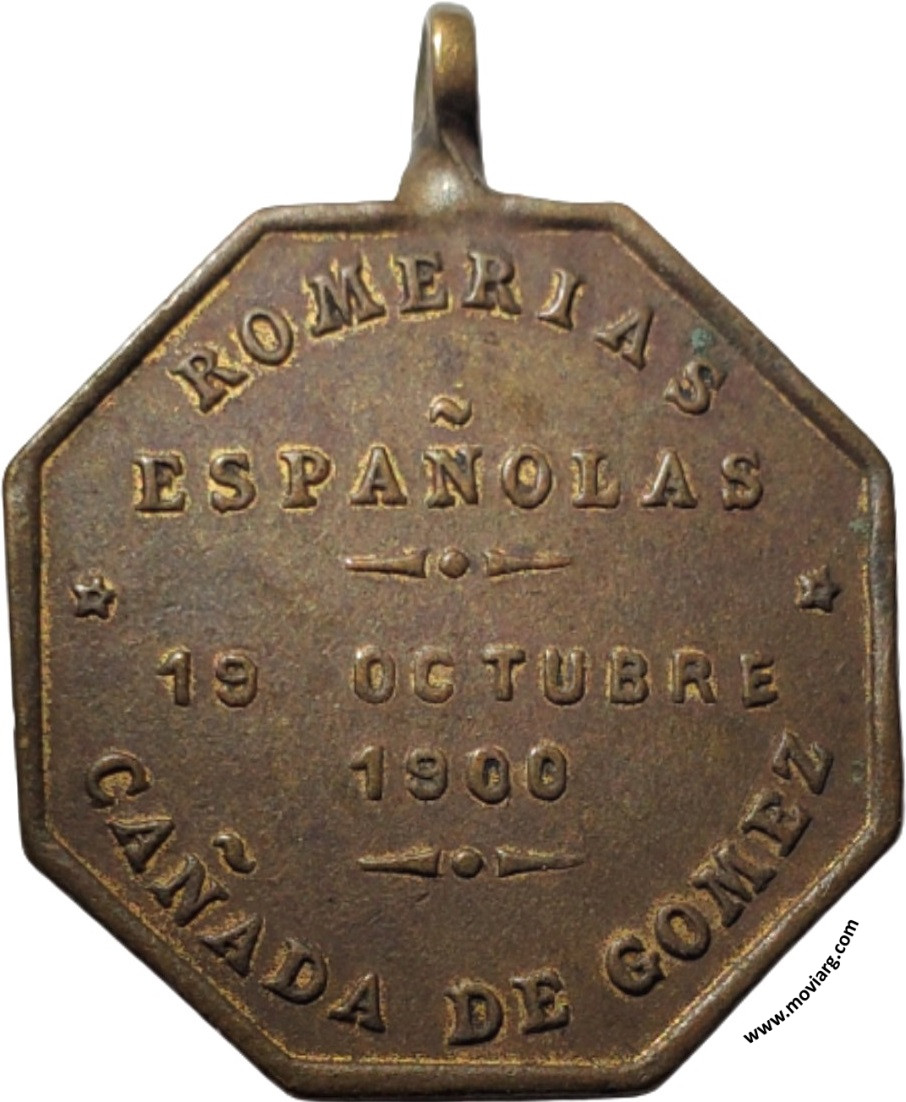 ROMERIAS
ESPAÑOLAS
19 OCTUBRE
1900
CAÑADA DE GOMEZ
www.moviarg.com